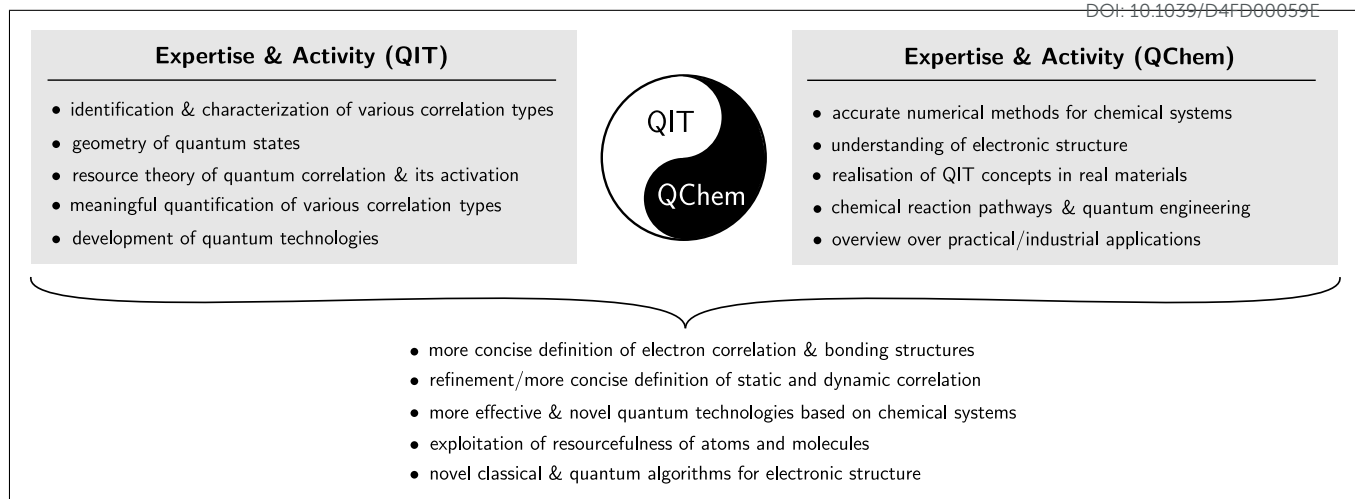 DOI: 10.1039/D4FD00059E
Expertise & Activity (QIT)
• identification & characterization of various correlation types
• geometry of quantum states
• resource theory of quantum correlation & its activation
• meaningful quantification of various correlation types
• development of quantum technologies
QIT
QChem
Expertise & Activity (QChem)
• accurate numerical methods for chemical systems
• understanding of electronic structure
• realisation of QIT concepts in real materials
• chemical reaction pathways & quantum engineering
• overview over practical/industrial applications
• more concise definition of electron correlation & bonding structures
• refinement/more concise definition of static and dynamic correlation
• more effective & novel quantum technologies based on chemical systems
• exploitation of resourcefulness of atoms and molecules
• novel classical & quantum algorithms for electronic structure